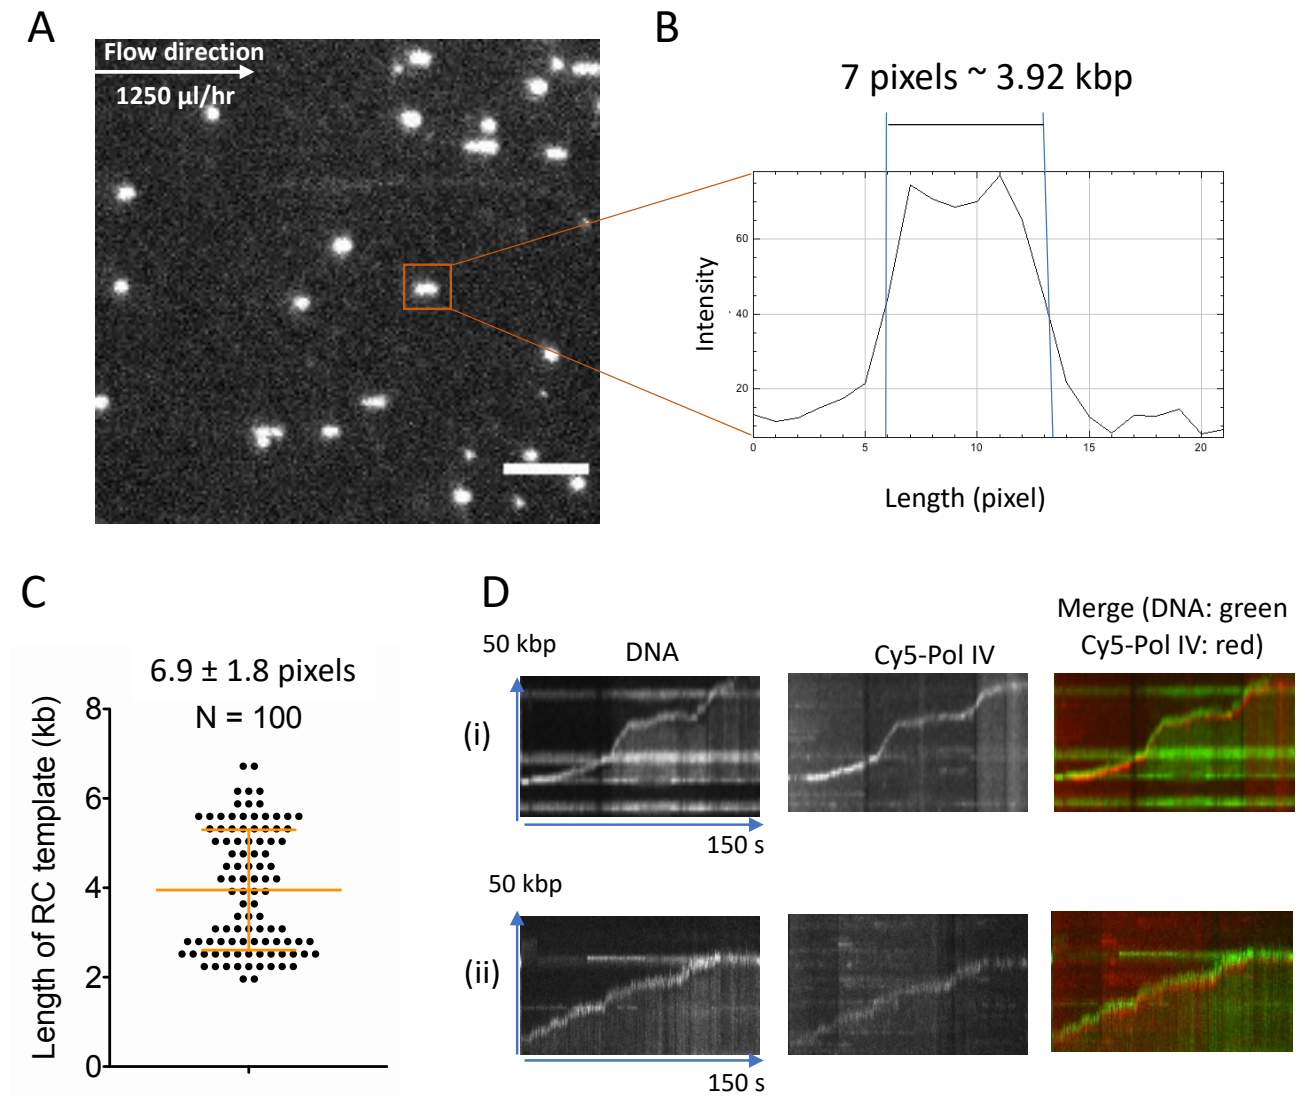 A
Flow direction
1250 µl/hr
B
7 pixels ~ 3.92 kbp
Intensity
60
40
20
0
5
10
15
20
Length (pixel)
C
6.9 ± 1.8 pixels
N = 100
Length of RC template (kb)
8
6
4
2
0
D
50 kbp
DNA
Cy5-Pol IV
Merge (DNA: green
Cy5-Pol IV: red)
(i)
150 s
50 kbp
(ii)
150 s